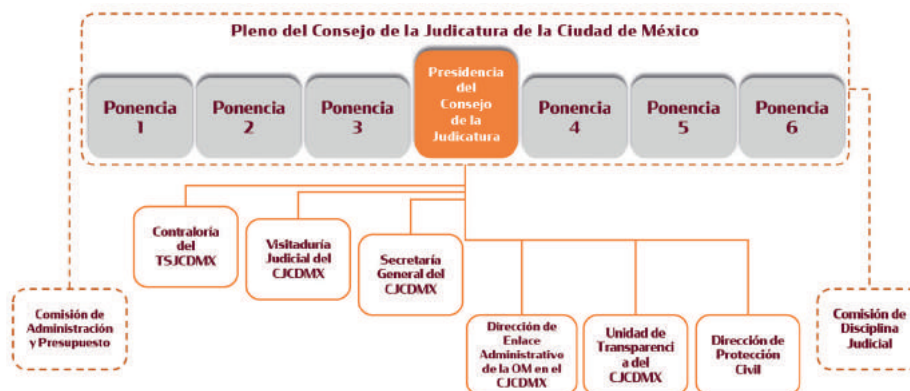 Pleno del Consejo de la Judicatura de la Ciudad de México
Ponencia
1
Ponencia
2
Ponencia
3
Presidencia
del
Consejo
de la
Judicatura
Ponencia
4
Ponencia
5
Ponencia
6
Contraloría
del
TSJCDMX
Visitaduría
Judicial del
CJCDMX
Secretaría
General del
CJCDMX
Comisión de
Administración
y Presupuesto
Dirección de
Enlace
Administrativo
de la OM en el
CJCDMX
Unidad de
Transparenci
a del
CJCDMX
Dirección de
Protección
Civil
Comisión de
Disciplina
Judicial